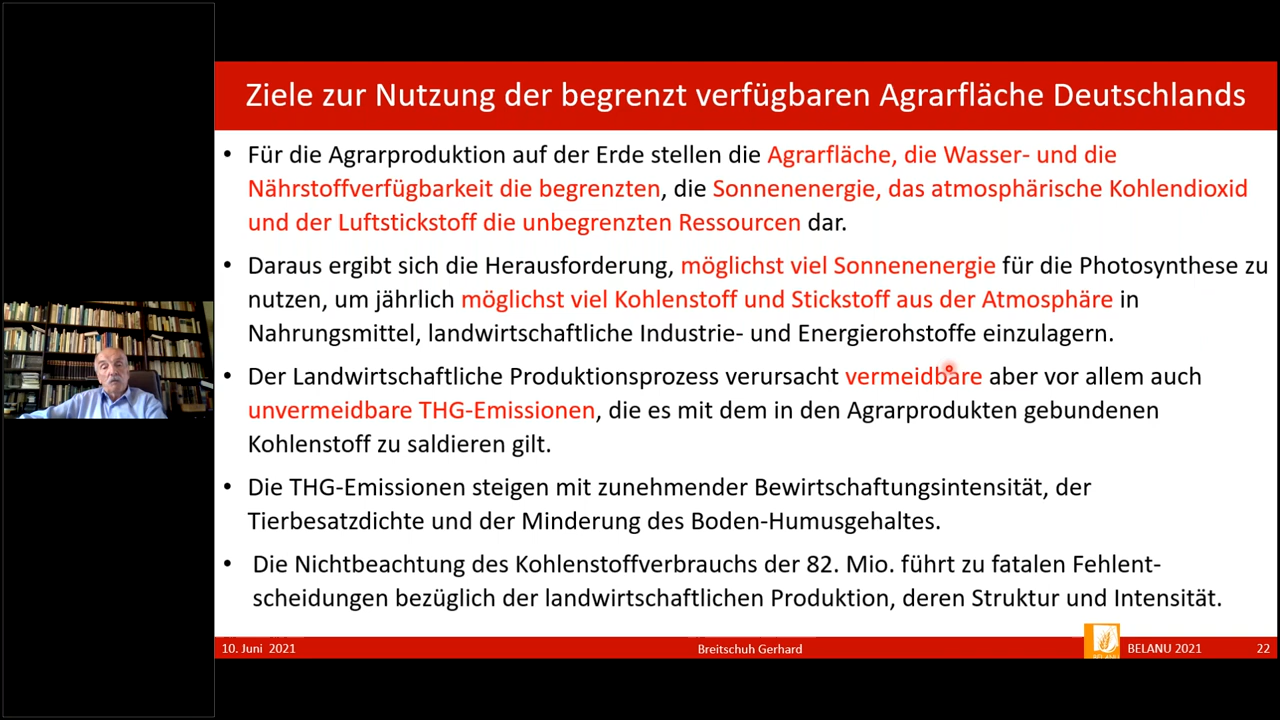 Ziele zur Nutzung der begrenzt verfügbaren Agrarfläche Deutschlands
• Für die Agrarproduktion auf der Erde stellen die Agrarfläche, die Wasser- und die
Nährstoffverfügbarkeit die begrenzten, die Sonnenenergie, das atmosphärische Kohlendioxid
und der Luftstickstoff die unbegrenzten Ressourcen dar.
• Daraus ergibt sich die Herausforderung, möglichst viel Sonnenenergie für die Photosynthese zu
nutzen, um jährlich möglichst viel Kohlenstoff und Stickstoff aus der Atmosphäre in
Nahrungsmittel, landwirtschaftliche Industrie- und Energierohstoffe einzulagern.
• Der Landwirtschaftliche Produktionsprozess verursacht vermeidbare aber vor allem auch
unvermeidbare THG-Emissionen, die es mit dem in den Agrarprodukten gebundenen
Kohlenstoff zu saldieren gilt.
• Die THG-Emissionen steigen mit zunehmender Bewirtschaftungsintensität, der
Tierbesatzdichte und der Minderung des Boden-Humusgehaltes.
• Die Nichtbeachtung des Kohlenstoffverbrauchs der 82. Mio. führt zu fatalen Fehlent-
scheidungen bezüglich der landwirtschaftlichen Produktion, deren Struktur und Intensität.
10. Juni 2021
Breitschuh Gerhard
BELANU
BELANU 2021
22